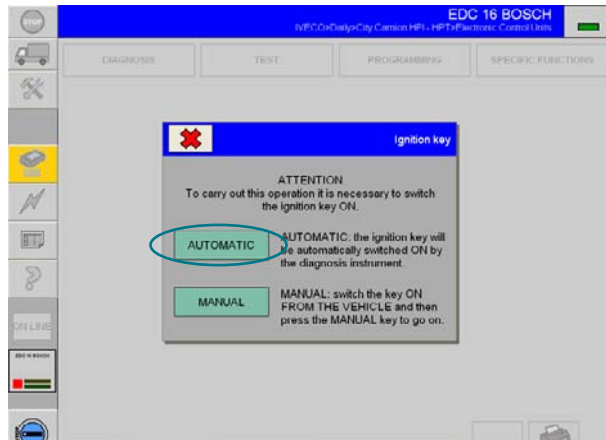 STOP
EDC 16 BOSCH
IVECO>Daily>City Camion HPI - HPT>Electronic Control Units
DIAGNOSIS
TEST
PROGRAMMING
SPECIFIC FUNCTIONS
Ignition key
ATTENTION
To carry out this operation it is necessary to switch
the ignition key ON.
AUTOMATIC
AUTOMATIC: the ignition key will
be automatically switched ON by
the diagnosis instrument.
MANUAL
MANUAL: switch the key ON
FROM THE VEHICLE and then
press the MANUAL key to go on.
ON LINE
EDC 16 BOSCH